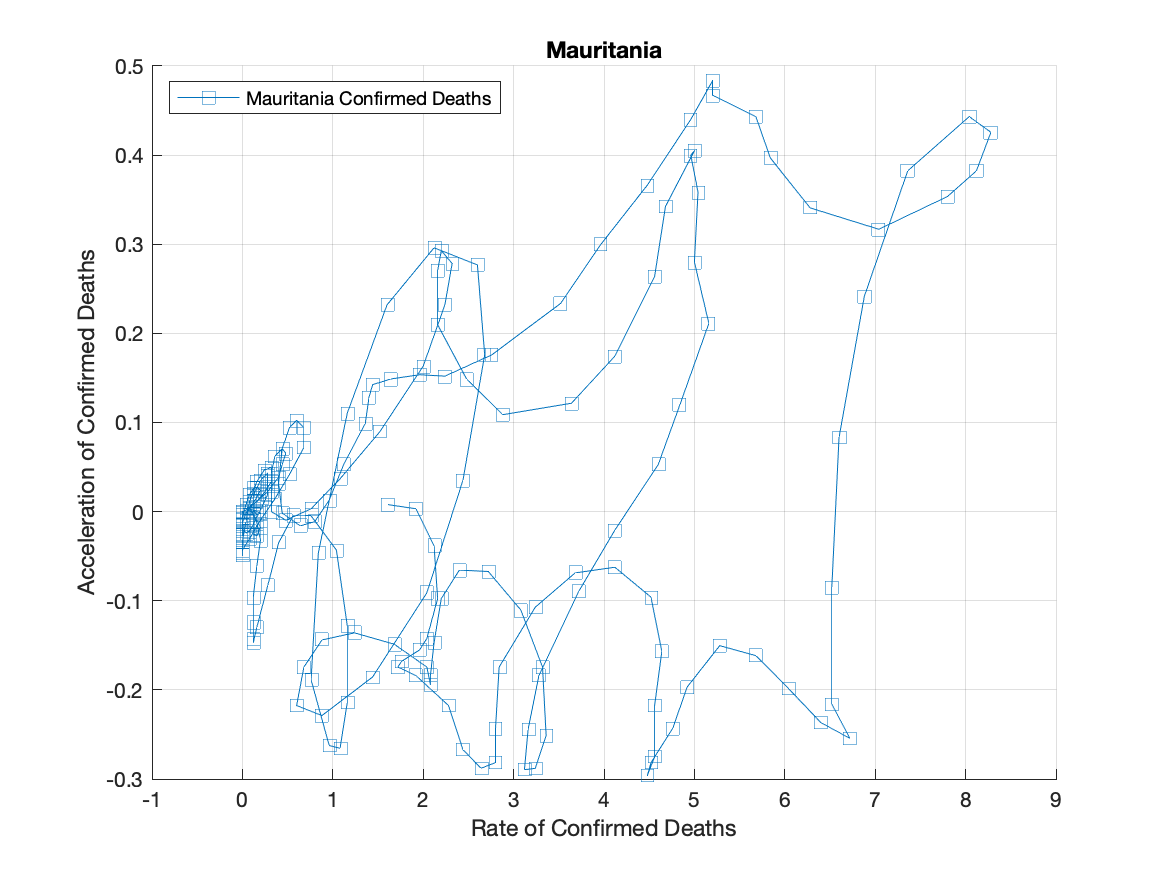 Mauritania
Mauritania Confirmed Deaths
0.5
0.4
0.3
0.2
0.1
0
-0.1
-0.2
-0.3
Acceleration of Confirmed Deaths
-1 0 1 2 3 4 5 6 7 8 9
Rate of Confirmed Deaths